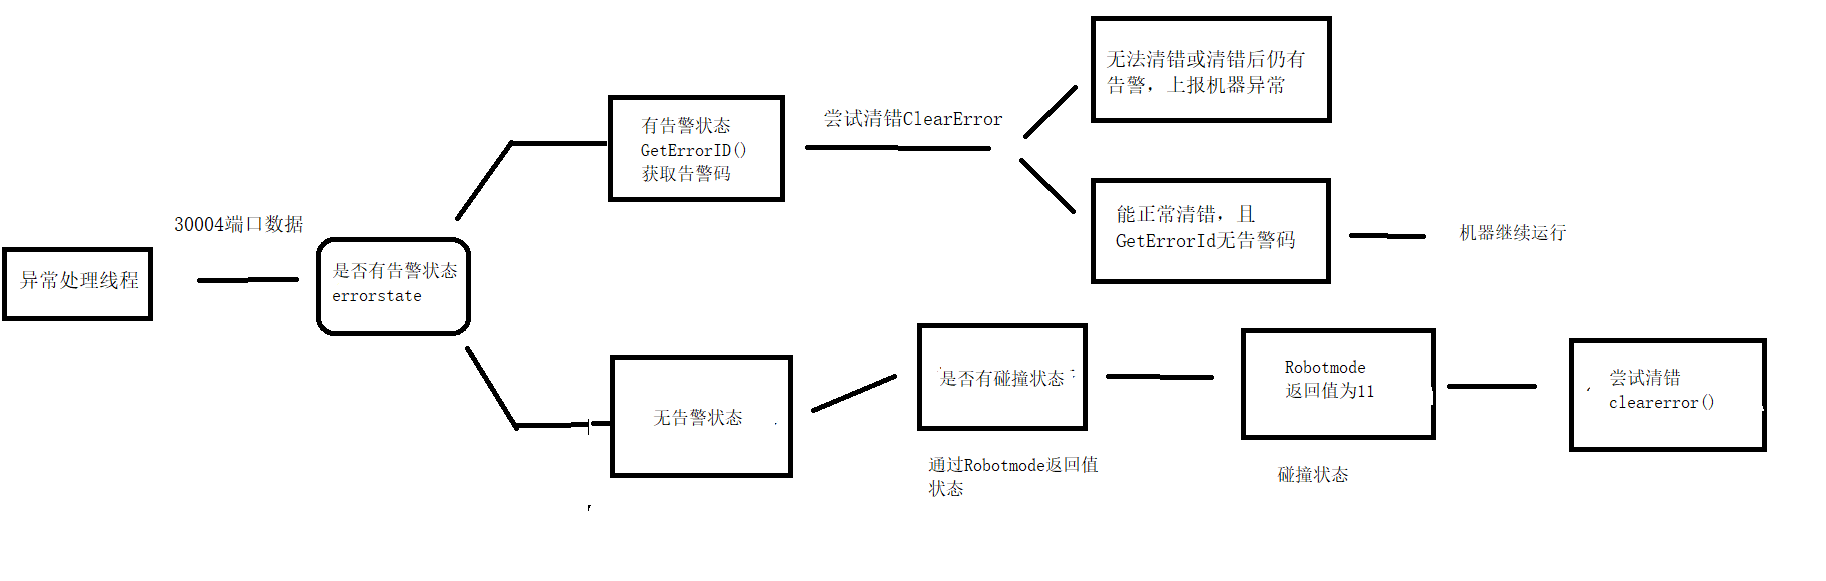 异常处理线程
30004端口数据
是否有告警状态
errorstate
有告警状态
GetErrorID()
获取告警码
尝试清错ClearError
无法清错或清错后仍有
告警，上报机器异常
能正常清错，且
GetErrorId无告警码
机器继续运行
无告警状态
是否有碰撞状态
通过Robotmode返回值
状态
Robotmode
返回值为11
碰撞状态
尝试清错
clearerror()